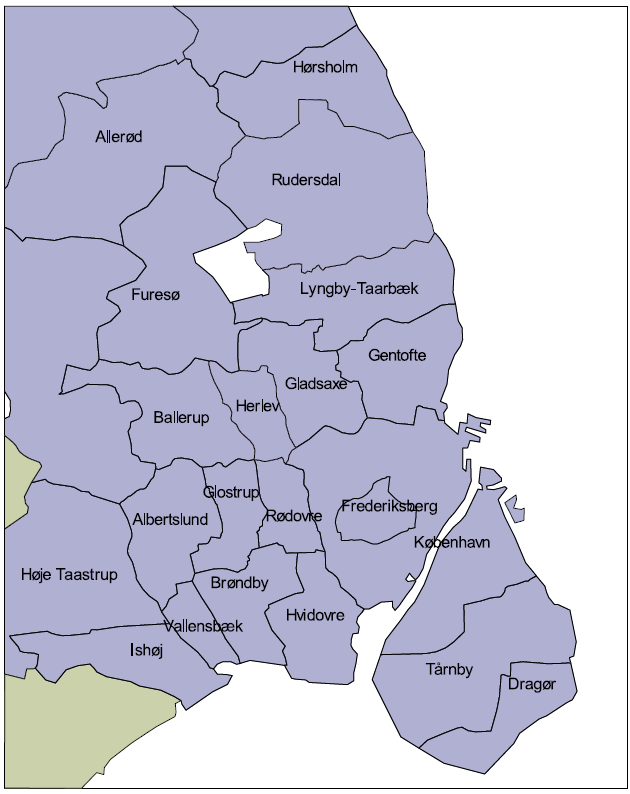 Hørsholm
Allerød
Rudersdal
Furesø
Lyngby-Taarbæk
Gentofte
Gladsaxe
Herlev
Ballerup
Glostrup
Frederiksberg
Albertslund
Rødovre
København
Høje Taastrup
Brøndby
Hvidovre
Vallensbæk
Ishøj
Tårnby
Dragør